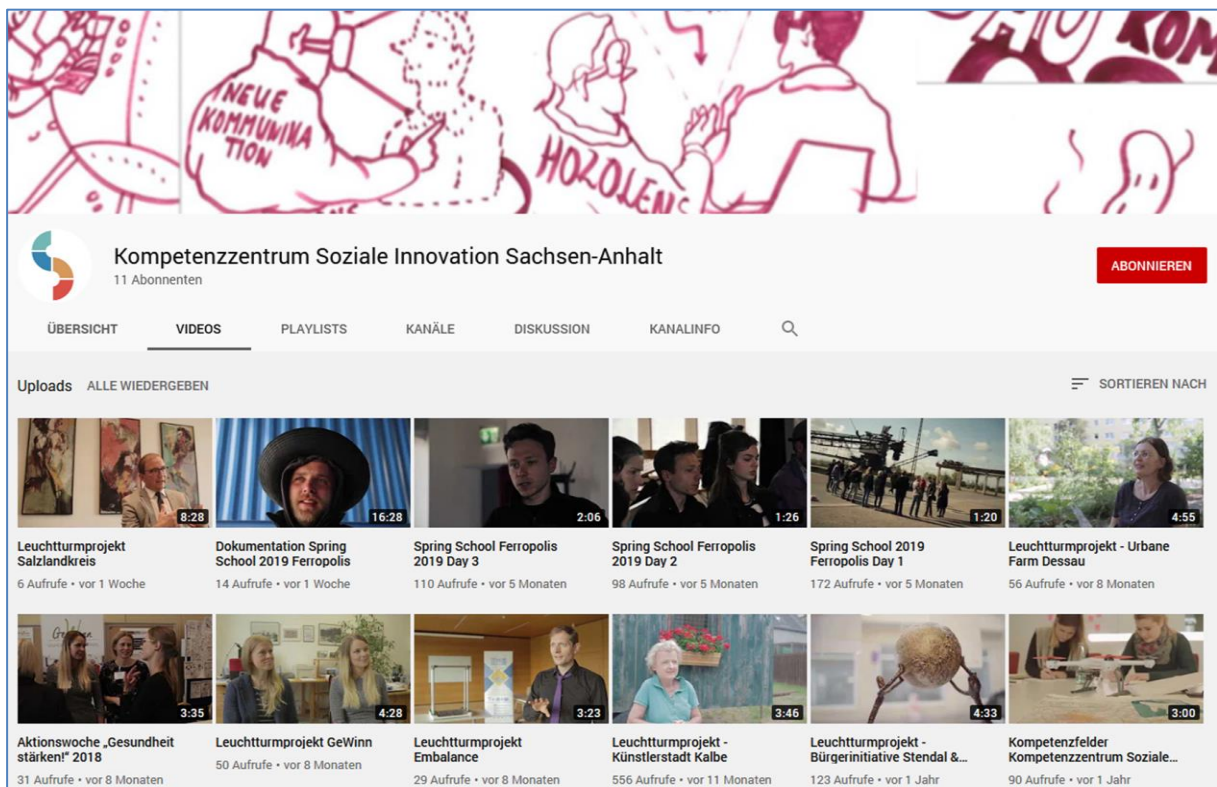 NEUE
KOMMUNIKA
TION
HOLOLENS
KOM
Kompetenzzentrum Soziale Innovation Sachsen-Anhalt
11 Abonnenten
ABONNIEREN
ÜBERSICHT VIDEOS PLAYLISTS KANÄLE DISKUSSION KANALINFO
Uploads ALLE WIEDERGEBEN SORTIEREN NACH
8:28 16:28 2:06 1:26 1:20 4:55
Leuchtturmprojekt
Salzlandkreis
6 Aufrufe • vor 1 Woche
Dokumentation Spring
School 2019 Ferropolis
14 Aufrufe • vor 1 Woche
Spring School Ferropolis
2019 Day 3
110 Aufrufe • vor 5 Monaten
Spring School Ferropolis
2019 Day 2
98 Aufrufe • vor 5 Monaten
Spring School 2019
Ferropolis Day 1
172 Aufrufe • vor 5 Monaten
Leuchtturmprojekt - Urbane
Farm Dessau
56 Aufrufe • vor 8 Monaten
3:35 4:28 3:23 3:46 4:33 3:00
Aktionswoche „Gesundheit
stärken!" 2018
31 Aufrufe • vor 8 Monaten
Leuchtturmprojekt GeWinn
50 Aufrufe • vor 8 Monaten
Leuchtturmprojekt
Embalance
29 Aufrufe • vor 8 Monaten
Leuchtturmprojekt -
Künstlerstadt Kalbe
556 Aufrufe • vor 11 Monaten
Leuchtturmprojekt -
Bürgerinitiative Stendal &...
123 Aufrufe • vor 1 Jahr
Kompetenzfelder
Kompetenzzentrum Soziale...
90 Aufrufe • vor 1 Jahr